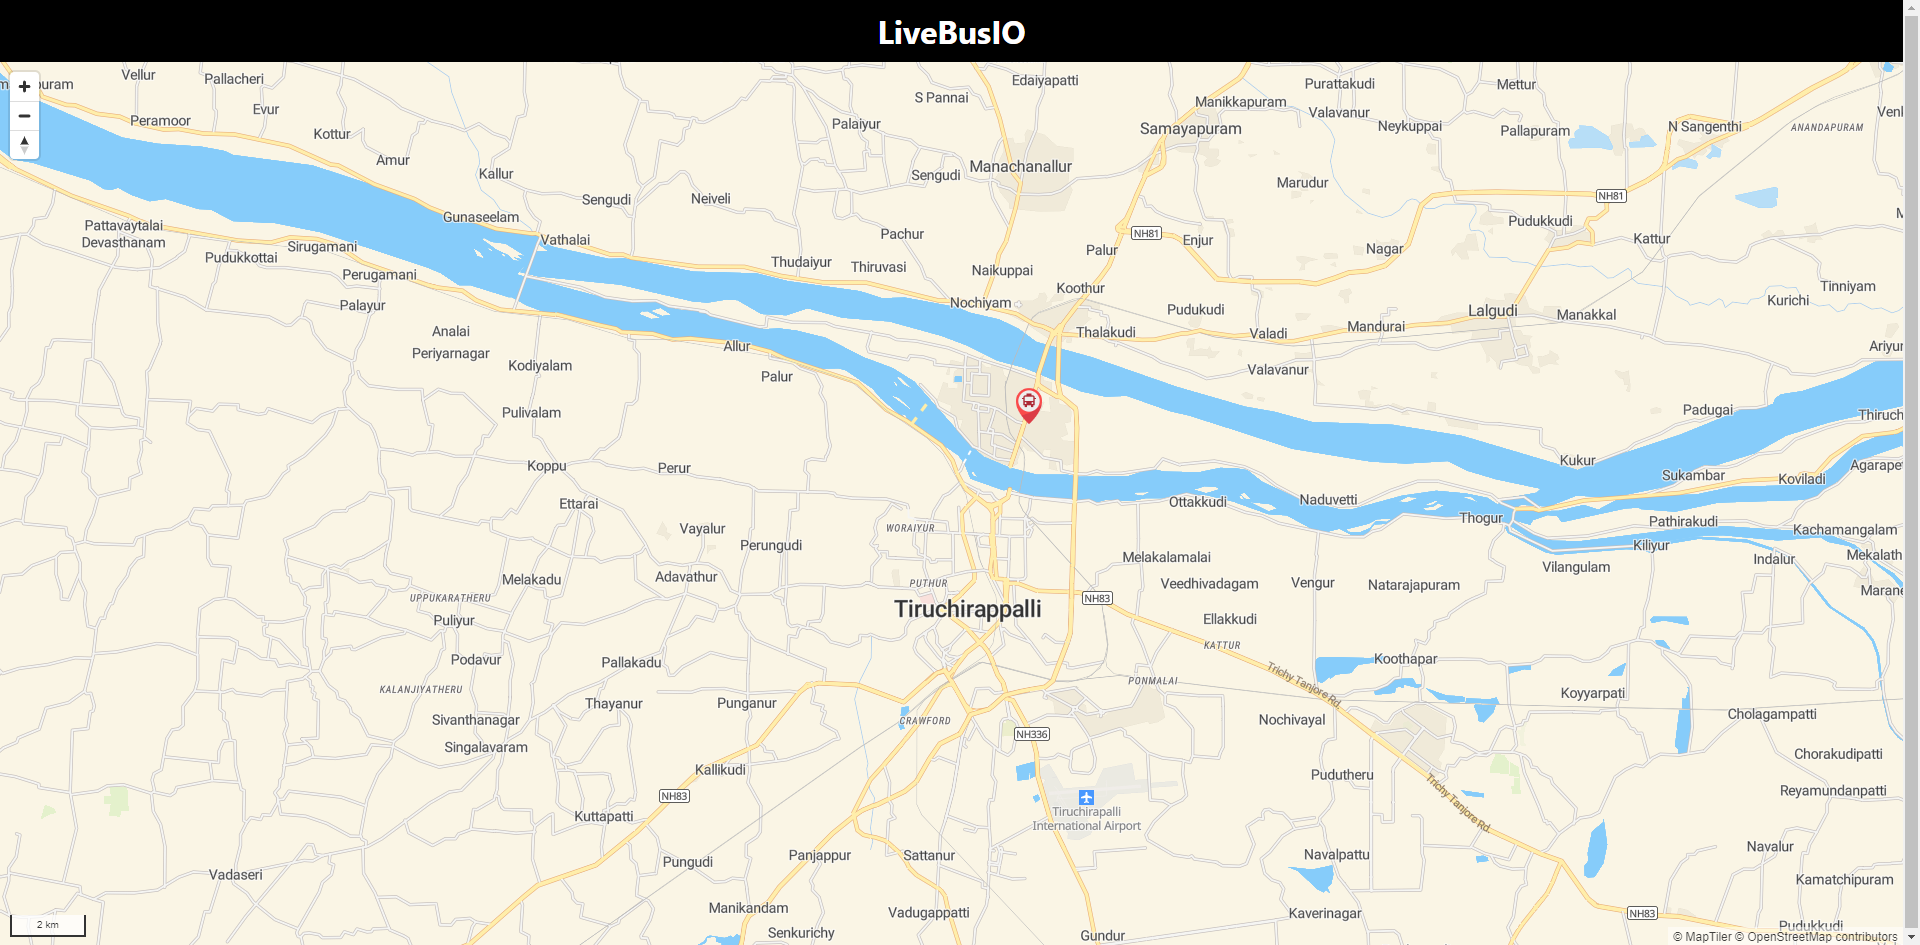 LiveBusIO
puram
Vellur
Pallacheri
Evur
Peramoor
Kottur
Amur
Kallur
Sengudi
Neiveli
Edaiyapatti
S Pannai
Palaiyur
Manachanallur
Sengudi
Manikkapuram
Samayapuram
Purattakudi
Valavanur
Neykuppai
Mettur
Pallapuram
N Sangenthi
ANANDAPURAM
Marudur
NH81
Pattavaytalai
Devasthanam
Pudukkottai
Sirugamani
Gunaseelam
Vathalai
Perugamani
Palayur
Pachur
Thudaiyur
Thiruvasi
Naikuppai
Nochiyam
Palur
NH81
Enjur
Koothur
Nagar
Pudukkudi
Kattur
Tinniyam
Kurichi
Pudukudi
Thalakudi
Valadi
Mandurai
Lalgudi
Manakkal
Analai
Periyarnagar
Kodiyalam
Allur
Palur
Valavanur
Pulivalam
Padugai
Koppu
Perur
Kukur
Sukambar
Koviladi
Ettarai
Vayalur
Perungudi
WORAIYUR
Ottakkudi
Naduvetti
Thogur
Pathirakudi
Kachamangalam
Kiliyur
Indalur
Vilangulam
Melakadu
Adavathur
PUTHUR
Melakalamalai
Veedhivadagam
Vengur
Natarajapuram
UPPUKARATHERU
Puliyur
Tiruchirappalli
NH83
Ellakkudi
KATTUR
Podavur
Pallakadu
KALANJIYATHERU
Thayanur
Punganur
PONMALAI
Trichy Tanjore Rd
Koothapar
Koyyarpati
Sivanthanagar
Singalavaram
CRAWFORD
NH336
Nochivayal
Cholagampatti
Chorakudipatti
Kallikudi
NH83
Kuttapatti
Tiruchirapalli
International Airport
Pudutheru
Trichy Tanjore Rd
Reyamundanpatti
Pungudi
Panjappur
Sattanur
Navalpattu
Navalur
Vadaseri
Kamatchipuram
Manikandam
Vadugappatti
Kaverinagar
NH83
Pudukkudi
Senkurichy
Gundur
2 km
© MapTiler © OpenStreetMap contributors